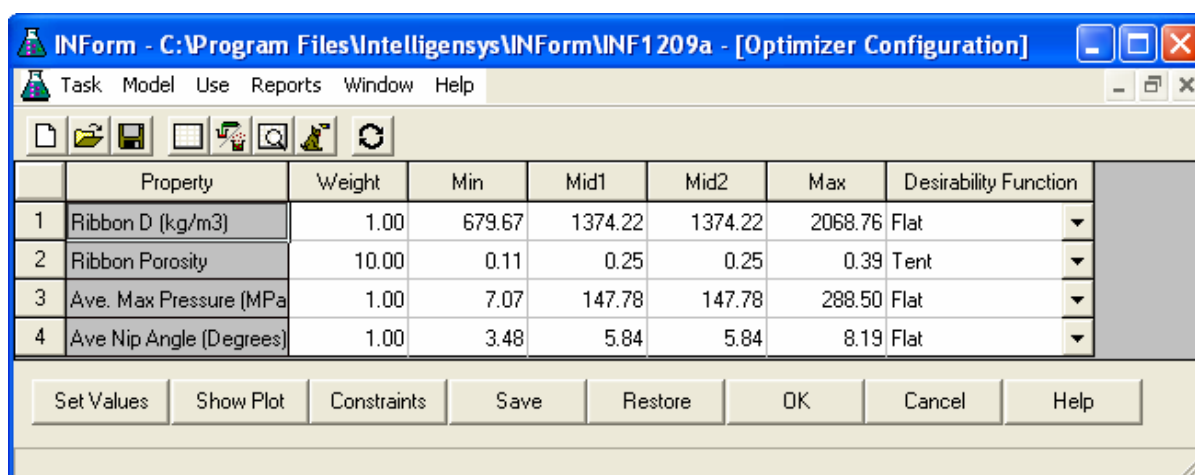 INForm - C:\Program Files\Intelligensys\INForm\INF1209a - [Optimizer Configuration]
Task Model Use Reports Window Help
Property Weight Min Mid1 Mid2 Max Desirability Function
1 Ribbon D (kg/m3) 1.00 679.67 1374.22 1374.22 2068.76 Flat
2 Ribbon Porosity 10.00 0.11 0.25 0.25 0.39 Tent
3 Ave. Max Pressure (MPa 1.00 7.07 147.78 147.78 288.50 Flat
4 Ave Nip Angle (Degrees) 1.00 3.48 5.84 5.84 8.19 Flat
Set Values Show Plot Constraints Save Restore OK Cancel Help